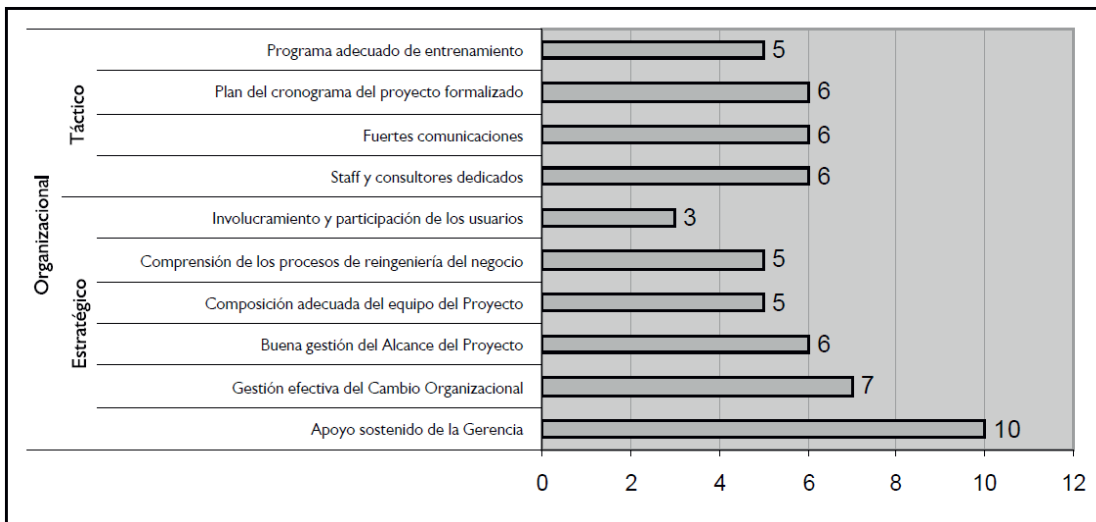 Organizacional
Táctico
Programa adecuado de entrenamiento 5
Plan del cronograma del proyecto formalizado 6
Fuertes comunicaciones 6
Staff y consultores dedicados 6
Estratégico
Involucramiento y participación de los usuarios 3
Comprensión de los procesos de reingeniería del negocio 5
Composición adecuada del equipo del Proyecto 5
Buena gestión del Alcance del Proyecto 6
Gestión efectiva del Cambio Organizacional 7
Apoyo sostenido de la Gerencia 10
0 2 4 6 8 10 12